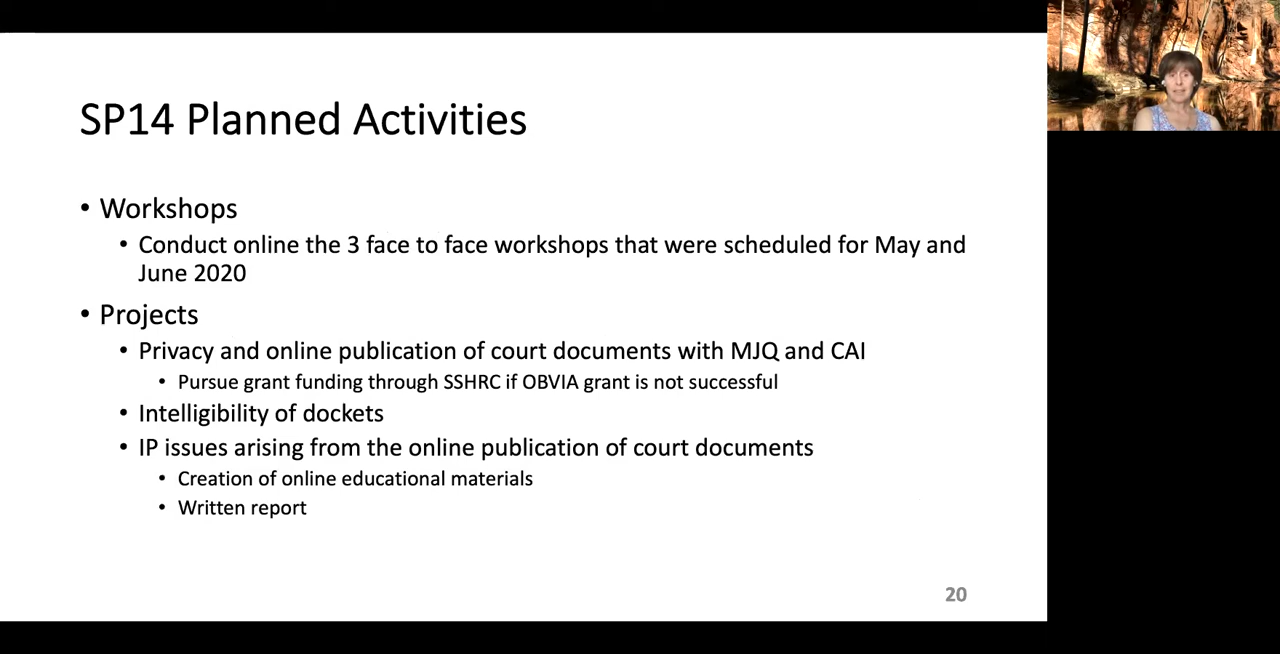 SP14 Planned Activities
• Workshops
• Conduct online the 3 face to face workshops that were scheduled for May and
June 2020
• Projects
• Privacy and online publication of court documents with MJQ and CAI
• Pursue grant funding through SSHRC if OBVIA grant is not successful
• Intelligibility of dockets
• IP issues arising from the online publication of court documents
• Creation of online educational materials
• Written report
20